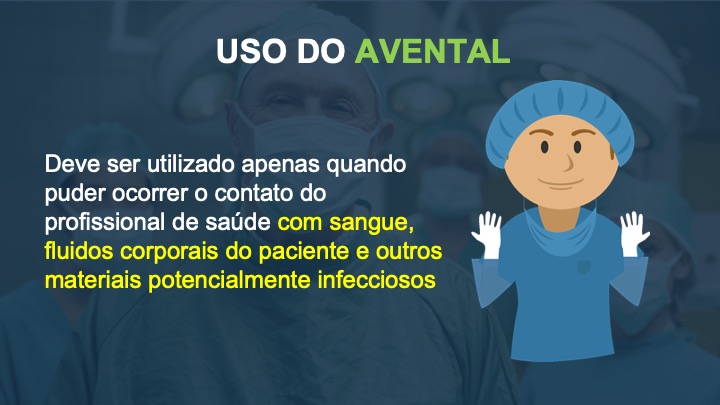 USO DO AVENTAL
Deve ser utilizado apenas quando
puder ocorrer o contato do
profissional de saúde com sangue,
fluidos corporais do paciente e outros
materiais potencialmente infecciosos